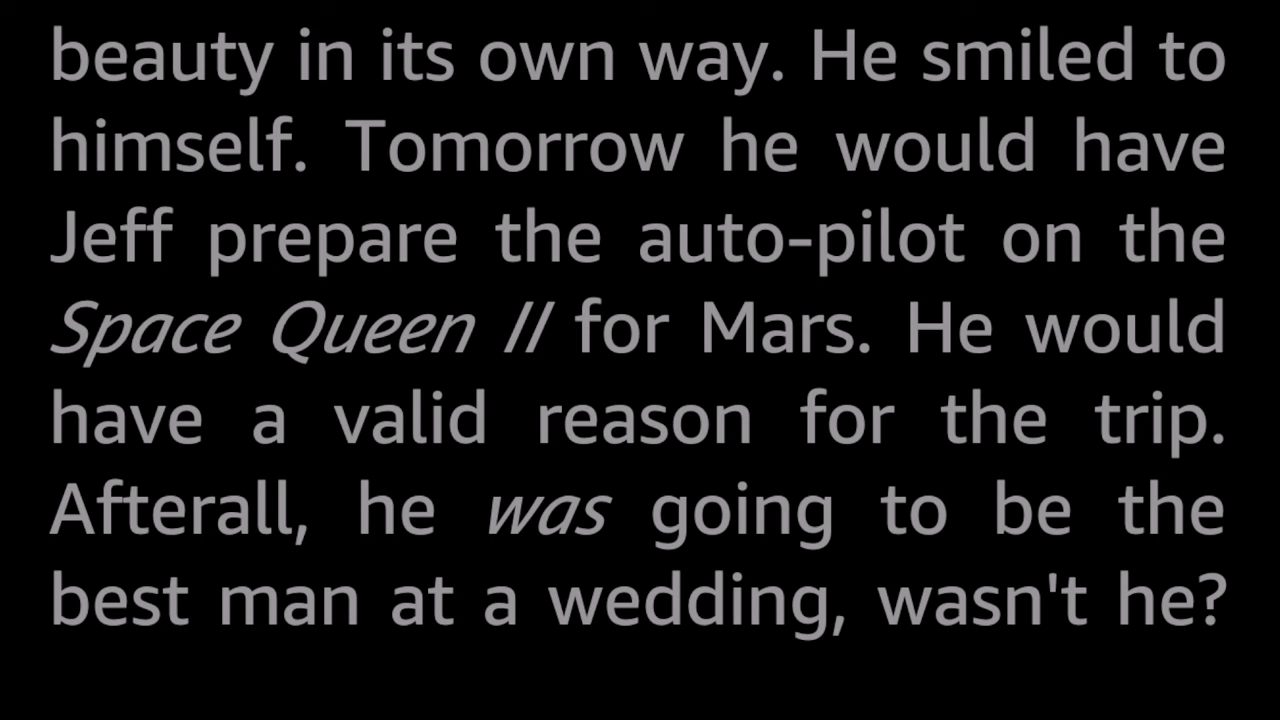 beauty in its own way. He smiled to
himself. Tomorrow he would have
Jeff prepare the auto-pilot on the
Space Queen II for Mars. He would
have a valid reason for the trip.
Afterall, he was going to be the
best man at a wedding, wasn't he?